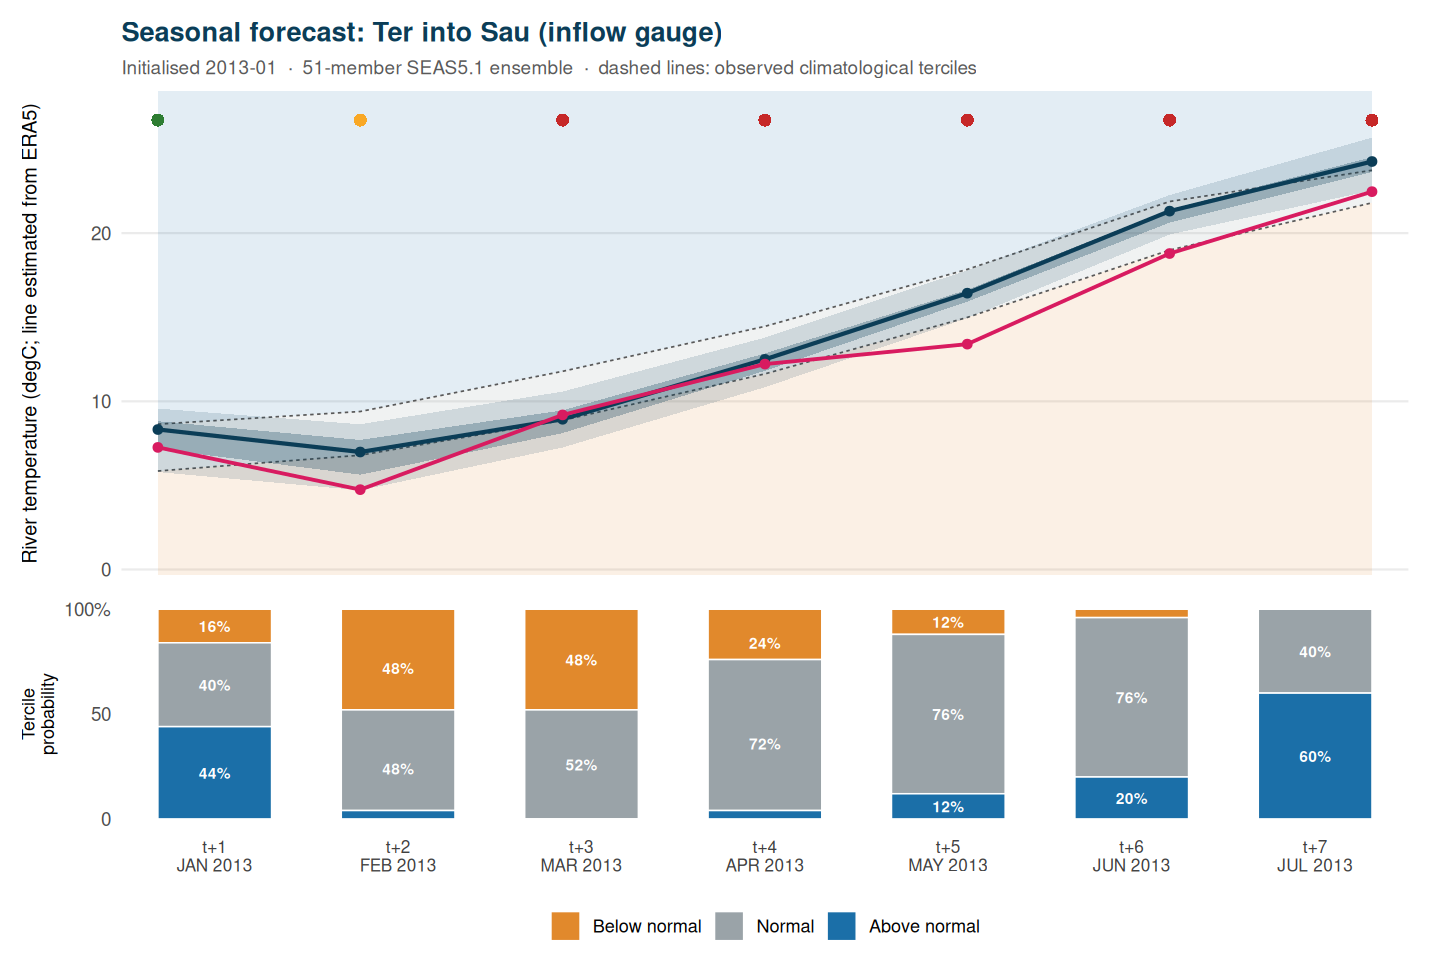 Seasonal forecast: Ter into Sau (inflow gauge)
Initialised 2013-01 · 51-member SEAS5.1 ensemble · dashed lines: observed climatological terciles
River temperature (degC; line estimated from ERA5)
20
10
0
Tercile
probability
100%
50
0
16%
40%
44%
48%
48%
48%
52%
24%
72%
12%
76%
12%
76%
20%
40%
60%
t+1
JAN 2013
t+2
FEB 2013
t+3
MAR 2013
t+4
APR 2013
t+5
MAY 2013
t+6
JUN 2013
t+7
JUL 2013
Below normal
Normal
Above normal